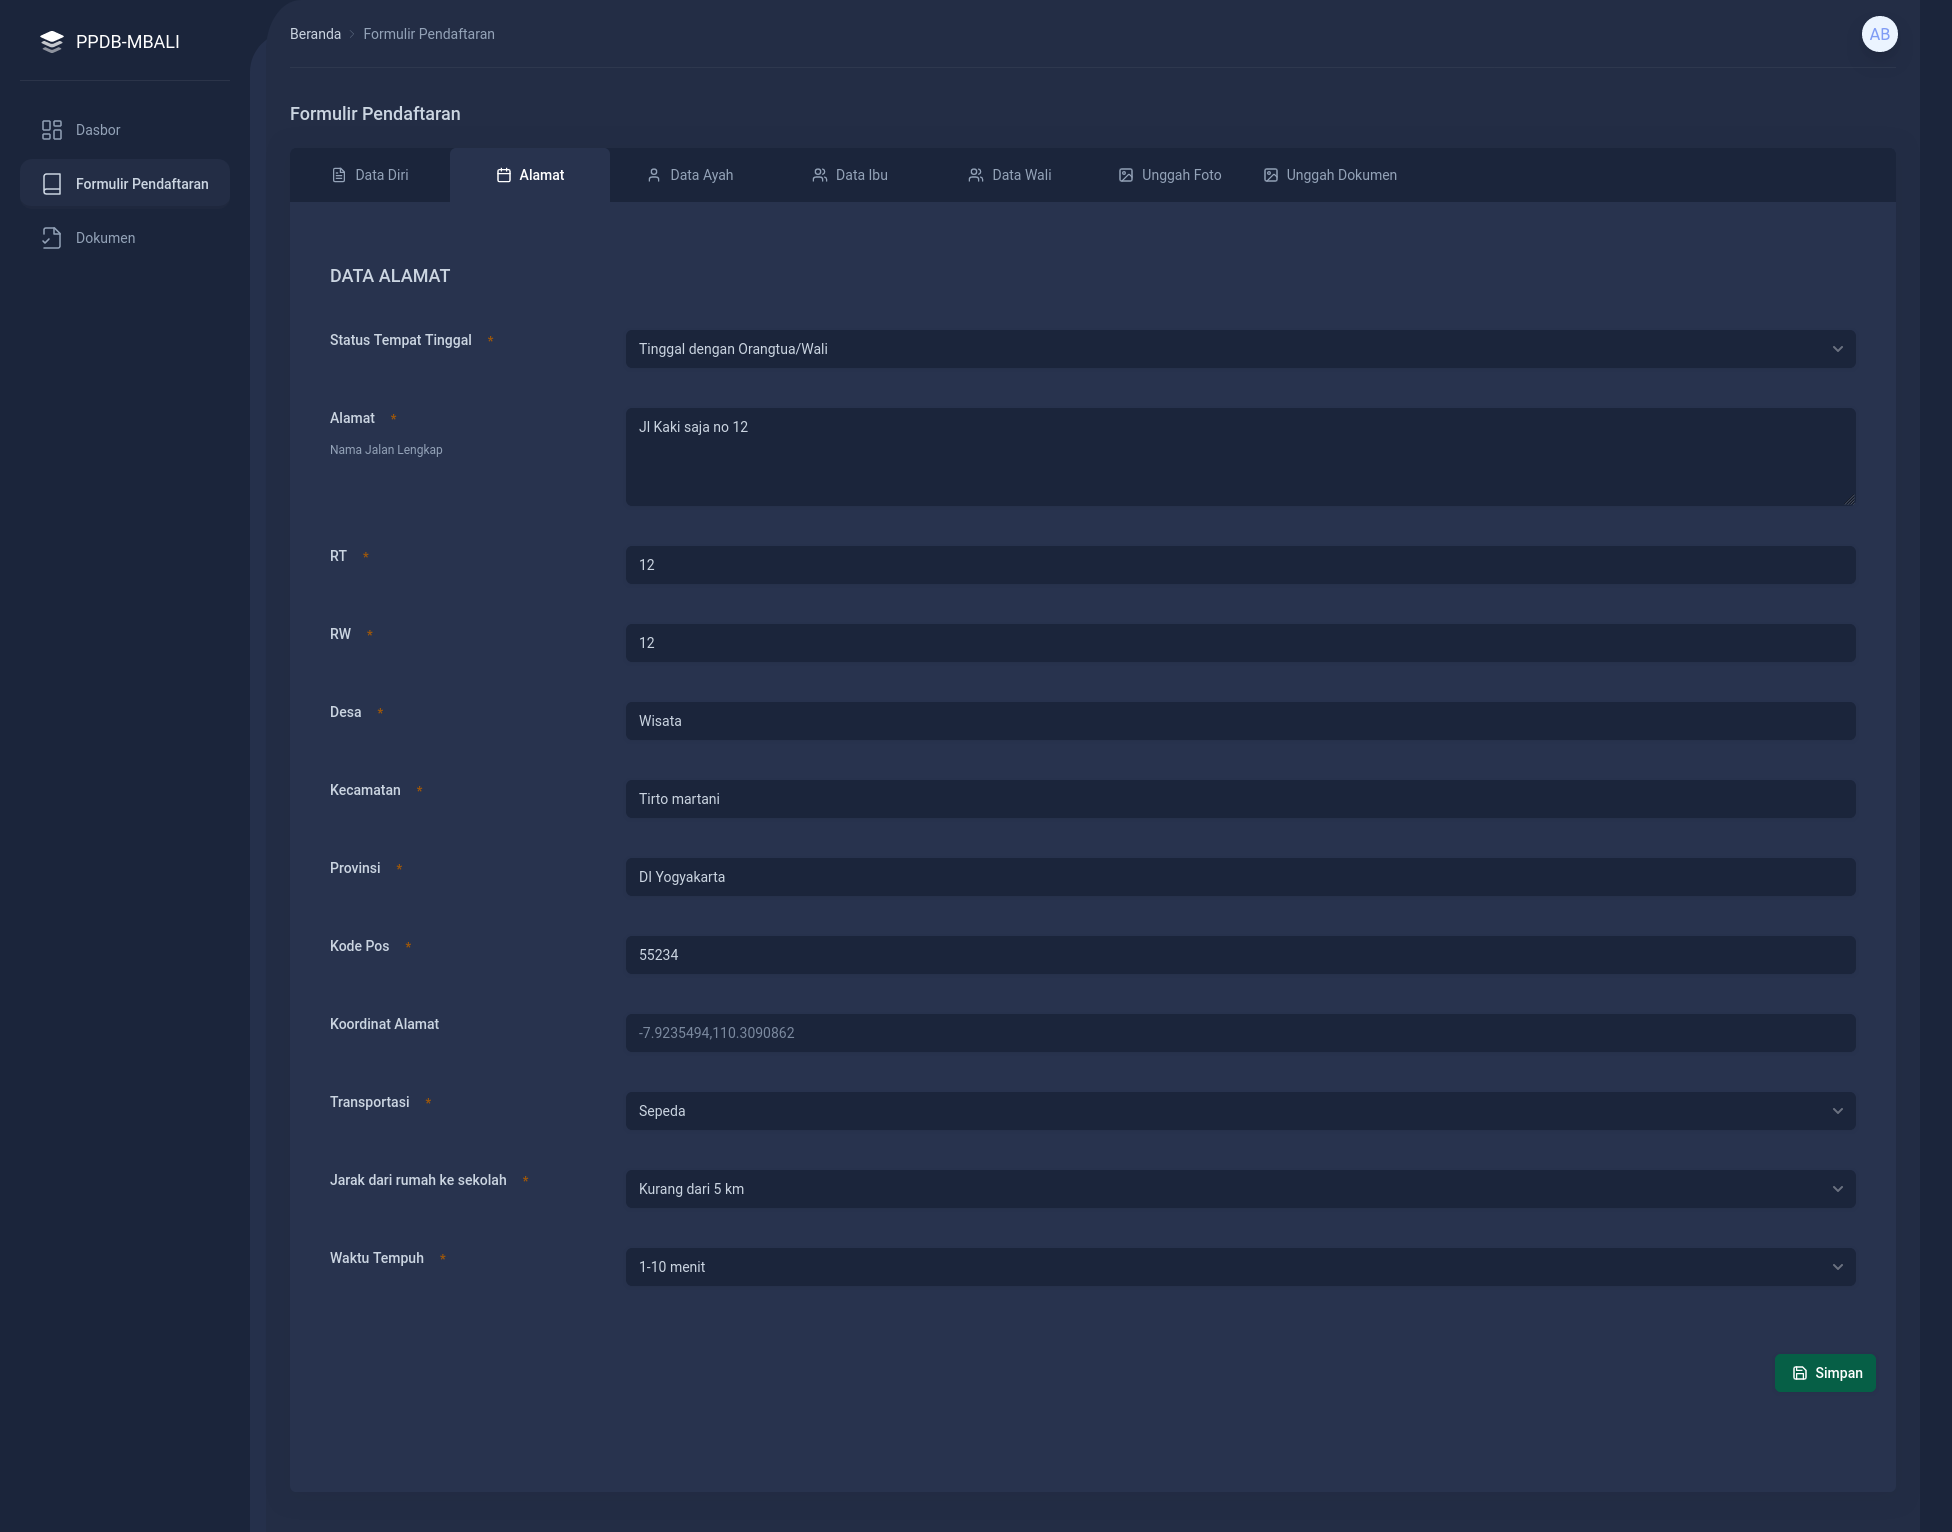 PPDB-MBALI
Dasbor
Formulir Pendaftaran
Dokumen
Beranda
Formulir Pendaftaran
AB
Formulir Pendaftaran
Data Diri
Alamat
Data Ayah
Data Ibu
Data Wali
Unggah Foto
Unggah Dokumen
DATA ALAMAT
Status Tempat Tinggal *
Tinggal dengan Orangtua/Wali
Alamat *
Nama Jalan Lengkap
Jl Kaki saja no 12
RT *
12
RW *
12
Desa *
Wisata
Kecamatan *
Tirto martani
Provinsi *
DI Yogyakarta
Kode Pos *
55234
Koordinat Alamat
-7.9235494,110.3090862
Transportasi *
Sepeda
Jarak dari rumah ke sekolah *
Kurang dari 5 km
Waktu Tempuh *
1-10 menit
Simpan